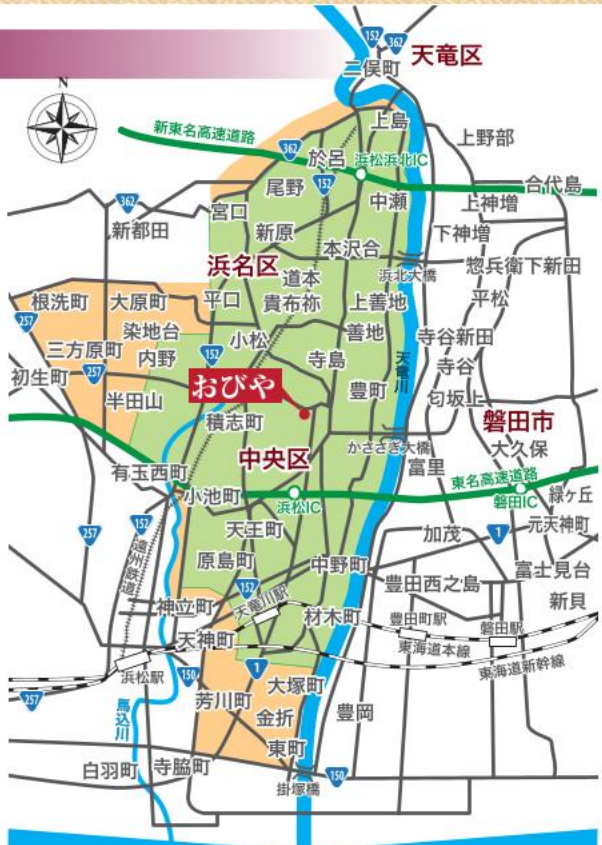 152
362
天竜区
二俣町
N
新東名高速道路
上島
362
於呂
浜松浜北IC
上野部
152
合代島
362
尾野
中瀬
上神増
宮口
新都田
新原
下神増
本沢合
浜名区
浜北大橋
惣兵衛下新田
道本
根洗町
大原町
平口
貴布祢
上善地
平松
257
染地台
小松
善地
天竜川
寺谷新田
三方原町
内野
152
寺島
寺谷
初生町
257
おびや
豊町
匂坂上
半田山
積志町
磐田市
中央区
かささぎ大橋
大久保
有玉西町
富里
東名高速道路
小池町
浜松IC
磐田IC
緑ヶ丘
152
天王町
加茂
1
元天神町
257
遠州鉄道
原島町
中野町
富士見台
152
豊田西之島
新貝
神立町
天竜川駅
材木町
豊田町駅
磐田駅
天神町
東海道本線
浜松駅
1
東海道新幹線
150
大塚町
257
芳川町
馬込川
金折
豊岡
東町
白羽町
寺脇町
150
掛塚橋